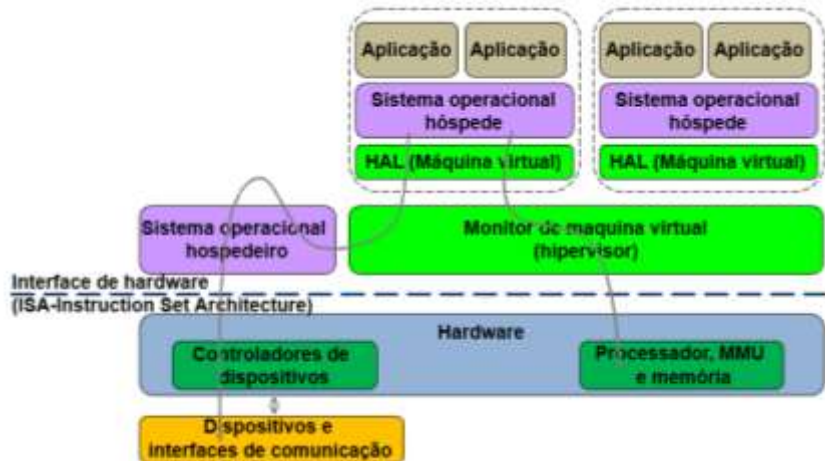 Aplicação Aplicação Aplicação Aplicação
Sistema operacional
hóspede
Sistema operacional
hóspede
HAL (Máquina virtual) HAL (Máquina virtual)
Sistema operacional
hospedeiro
Monitor de maquina virtual
(hipervisor)
Interface de hardware
(ISA-Instruction Set Architecture)
Hardware
Controladores de
dispositivos
Processador, MMU
e memória
Dispositivos e
interfaces de comunicação